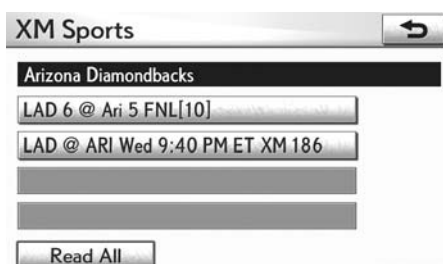 XM Sports
Arizona Diamondbacks
LAD 6 @ Ari 5 FNL[10]
LAD @ ARI Wed 9:40 PM ET XM 186
Read All